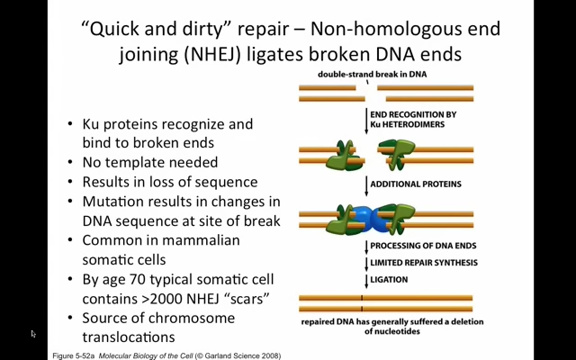 “Quick and dirty” repair – Non-homologous end
joining (NHEJ) ligates broken DNA ends
• Ku proteins recognize and
bind to broken ends
• No template needed
• Results in loss of sequence
• Mutation results in changes in
DNA sequence at site of break
• Common in mammalian
somatic cells
• By age 70 typical somatic cell
contains >2000 NHEJ “scars”
• Source of chromosome
translocations
double-strand break in DNA
END RECOGNITION BY
Ku HETERODIMERS
ADDITIONAL PROTEINS
PROCESSING OF DNA ENDS
LIMITED REPAIR SYNTHESIS
LIGATION
repaired DNA has generally suffered a deletion
of nucleotides
Figure 5-52a Molecular Biology of the Cell (© Garland Science 2008)